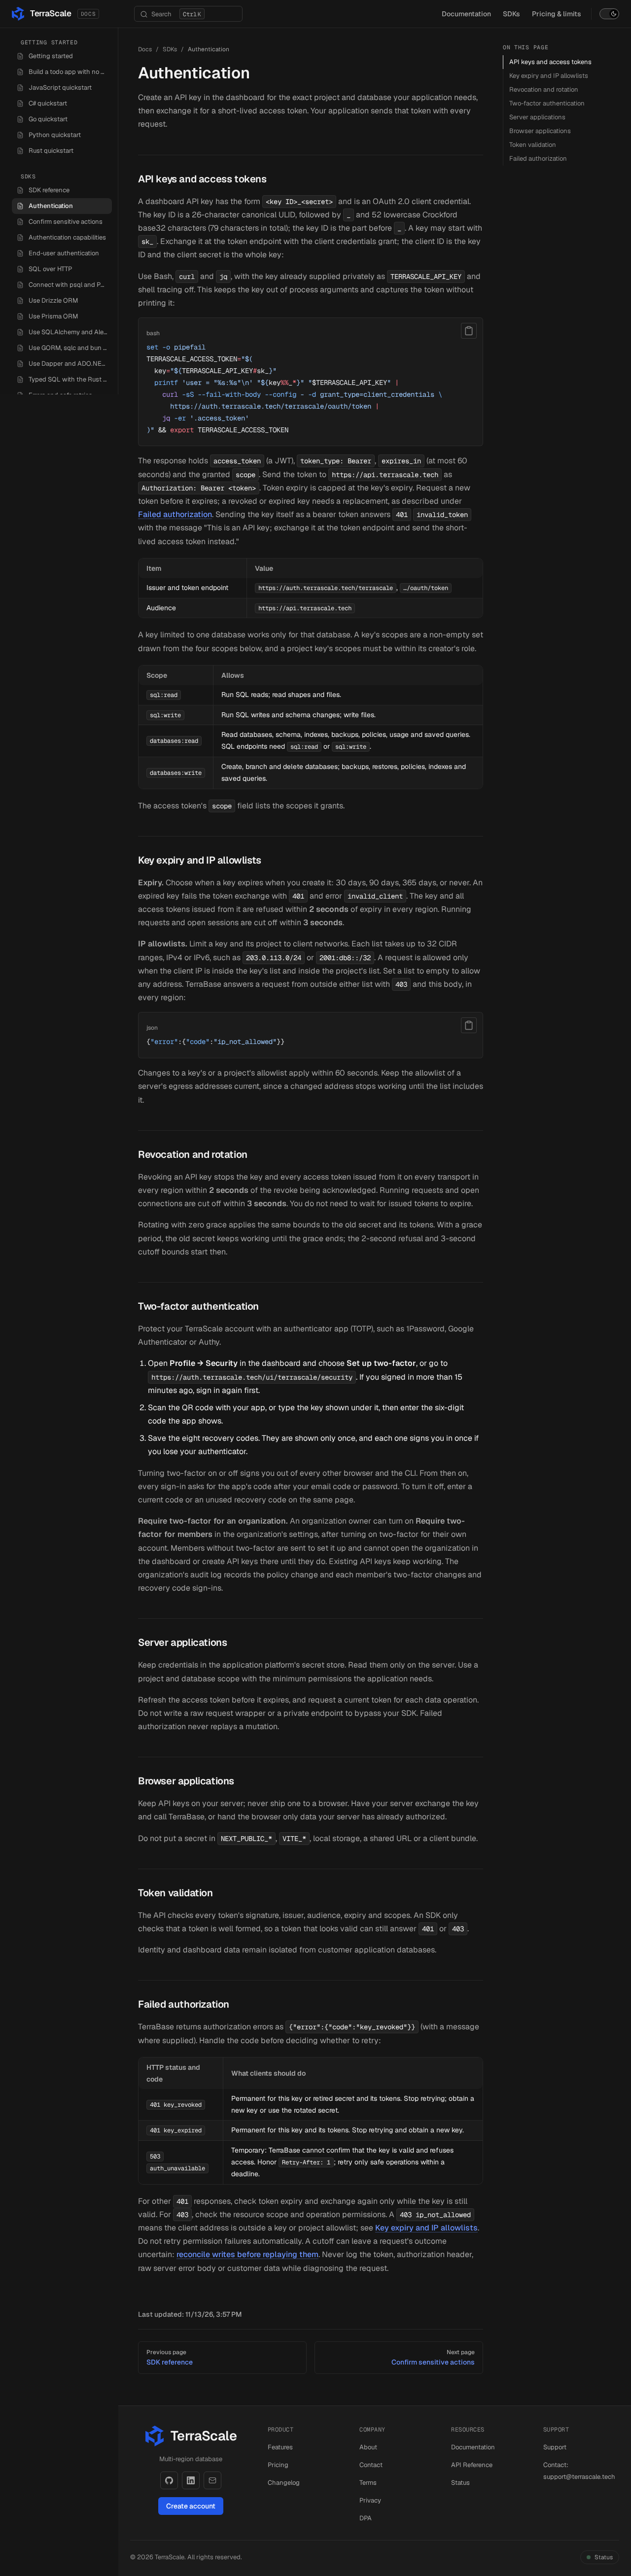 TerraScale DOCS
Search Ctrl K
Documentation SDKs Pricing & limits
GETTING STARTED
Getting started
Build a todo app with no ...
JavaScript quickstart
C# quickstart
Go quickstart
Python quickstart
Rust quickstart
SDKS
SDK reference
Authentication
Confirm sensitive actions
Authentication capabilities
End-user authentication
SQL over HTTP
Connect with psql and P...
Use Drizzle ORM
Use Prisma ORM
Use SQLAlchemy and Ale...
Use GORM, sqlc and bun ...
Use Dapper and ADO.NE...
Typed SQL with the Rust ...
Docs / SDKs / Authentication
Authentication
Create an API key in the dashboard for the exact project and database your application needs,
then exchange it for a short-lived access token. Your application sends that token with every
request.
API keys and access tokens
A dashboard API key has the form <key ID>_<secret> and is an OAuth 2.0 client credential.
The key ID is a 26-character canonical ULID, followed by _ and 52 lowercase Crockford
base32 characters (79 characters in total); the key ID is the part before _. A key may start with
sk_. Exchange it at the token endpoint with the client credentials grant; the client ID is the key
ID and the client secret is the whole key:
Use Bash, curl and jq, with the key already supplied privately as TERRASCALE_API_KEY and
shell tracing off. This keeps the key out of process arguments and captures the token without
printing it:
bash
set -o pipefail
TERRASCALE_ACCESS_TOKEN="$(
key="${TERRASCALE_API_KEY#sk_}"
printf 'user = "%s:%s"\n' "${key%%_*}" "$TERRASCALE_API_KEY" |
curl -sS --fail-with-body --config - -d grant_type=client_credentials \
https://auth.terrascale.tech/terrascale/oauth/token |
jq -er '.access_token'
)" && export TERRASCALE_ACCESS_TOKEN
The response holds access_token (a JWT), token_type: Bearer, expires_in (at most 60
seconds) and the granted scope. Send the token to https://api.terrascale.tech as
Authorization: Bearer <token>. Token expiry is capped at the key's expiry. Request a new
token before it expires; a revoked or expired key needs a replacement, as described under
Failed authorization. Sending the key itself as a bearer token answers 401 invalid_token
with the message "This is an API key; exchange it at the token endpoint and send the short-
lived access token instead."
Item Value
Issuer and token endpoint https://auth.terrascale.tech/terrascale, …/oauth/token
Audience https://api.terrascale.tech
A key limited to one database works only for that database. A key's scopes are a non-empty set
drawn from the four scopes below, and a project key's scopes must be within its creator's role.
Scope Allows
sql:read Run SQL reads; read shapes and files.
sql:write Run SQL writes and schema changes; write files.
databases:read Read databases, schema, indexes, backups, policies, usage and saved queries.
SQL endpoints need sql:read or sql:write.
databases:write Create, branch and delete databases; backups, restores, policies, indexes and
saved queries.
The access token's scope field lists the scopes it grants.
Key expiry and IP allowlists
Expiry. Choose when a key expires when you create it: 30 days, 90 days, 365 days, or never. An
expired key fails the token exchange with 401 and error invalid_client. The key and all
access tokens issued from it are refused within 2 seconds of expiry in every region. Running
requests and open sessions are cut off within 3 seconds.
IP allowlists. Limit a key and its project to client networks. Each list takes up to 32 CIDR
ranges, IPv4 or IPv6, such as 203.0.113.0/24 or 2001:db8::/32. A request is allowed only
when the client IP is inside the key's list and inside the project's list. Set a list to empty to allow
any address. TerraBase answers a request from outside either list with 403 and this body, in
every region:
json
{"error":{"code":"ip_not_allowed"}}
Changes to a key's or a project's allowlist apply within 60 seconds. Keep the allowlist of a
server's egress addresses current, since a changed address stops working until the list includes
it.
Revocation and rotation
Revoking an API key stops the key and every access token issued from it on every transport in
every region within 2 seconds of the revoke being acknowledged. Running requests and open
connections are cut off within 3 seconds. You do not need to wait for issued tokens to expire.
Rotating with zero grace applies the same bounds to the old secret and its tokens. With a grace
period, the old secret keeps working until the grace ends; the 2-second refusal and 3-second
cutoff bounds start then.
Two-factor authentication
Protect your TerraScale account with an authenticator app (TOTP), such as 1Password, Google
Authenticator or Authy.
1. Open Profile → Security in the dashboard and choose Set up two-factor, or go to
https://auth.terrascale.tech/ui/terrascale/security. If you signed in more than 15
minutes ago, sign in again first.
2. Scan the QR code with your app, or type the key shown under it, then enter the six-digit
code the app shows.
3. Save the eight recovery codes. They are shown only once, and each one signs you in once if
you lose your authenticator.
Turning two-factor on or off signs you out of every other browser and the CLI. From then on,
every sign-in asks for the app's code after your email code or password. To turn it off, enter a
current code or an unused recovery code on the same page.
Require two-factor for an organization. An organization owner can turn on Require two-
factor for members in the organization's settings, after turning on two-factor for their own
account. Members without two-factor are sent to set it up and cannot open the organization in
the dashboard or create API keys there until they do. Existing API keys keep working. The
organization's audit log records the policy change and each member's two-factor changes and
recovery code sign-ins.
Server applications
Keep credentials in the application platform's secret store. Read them only on the server. Use a
project and database scope with the minimum permissions the application needs.
Refresh the access token before it expires, and request a current token for each data operation.
Do not write a raw request wrapper or a private endpoint to bypass your SDK. Failed
authorization never replays a mutation.
Browser applications
Keep API keys on your server; never ship one to a browser. Have your server exchange the key
and call TerraBase, or hand the browser only data your server has already authorized.
Do not put a secret in NEXT_PUBLIC_*, VITE_*, local storage, a shared URL or a client bundle.
Token validation
The API checks every token's signature, issuer, audience, expiry and scopes. An SDK only
checks that a token is well formed, so a token that looks valid can still answer 401 or 403.
Identity and dashboard data remain isolated from customer application databases.
Failed authorization
TerraBase returns authorization errors as {"error":{"code":"key_revoked"}} (with a message
where supplied). Handle the code before deciding whether to retry:
HTTP status and
code What clients should do
401 key_revoked Permanent for this key or retired secret and its tokens. Stop retrying; obtain a
new key or use the rotated secret.
401 key_expired Permanent for this key and its tokens. Stop retrying and obtain a new key.
503
auth_unavailable Temporary: TerraBase cannot confirm that the key is valid and refuses
access. Honor Retry-After: 1; retry only safe operations within a
deadline.
For other 401 responses, check token expiry and exchange again only while the key is still
valid. For 403, check the resource scope and operation permissions. A 403 ip_not_allowed
means the client address is outside a key or project allowlist; see Key expiry and IP allowlists.
Do not retry permission failures automatically. A cutoff can leave a request's outcome
uncertain: reconcile writes before replaying them. Never log the token, authorization header,
raw server error body or customer data while diagnosing the request.
Last updated: 11/13/26, 3:57 PM
Previous page
SDK reference
Next page
Confirm sensitive actions
ON THIS PAGE
API keys and access tokens
Key expiry and IP allowlists
Revocation and rotation
Two-factor authentication
Server applications
Browser applications
Token validation
Failed authorization
TerraScale
Multi-region database
Create account
PRODUCT
Features
Pricing
Changelog
COMPANY
About
Contact
Terms
Privacy
DPA
RESOURCES
Documentation
API Reference
Status
SUPPORT
Support
Contact:
support@terrascale.tech
© 2026 TerraScale. All rights reserved.
Status